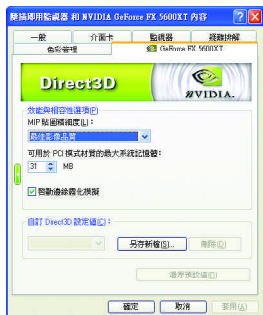 隨插即用監視器 和 NVIDIA GeForce FX 5600XT 內容
一般 介面卡 監視器 疑難排解
色彩管理 GeForce FX 5600XT
Direct3D
NVIDIA.
效能與相容性選項(P)
MIP 貼圖精細度(L)：
最佳影像品質
可用於 PCI 模式材質的最大系統記憶體：
31 MB
啟動邊緣霧化模擬
自訂 Direct3D 設定值(C)：
另存新檔(S)... 刪除(D)
還原預設值(O)
確定 取消 套用(A)